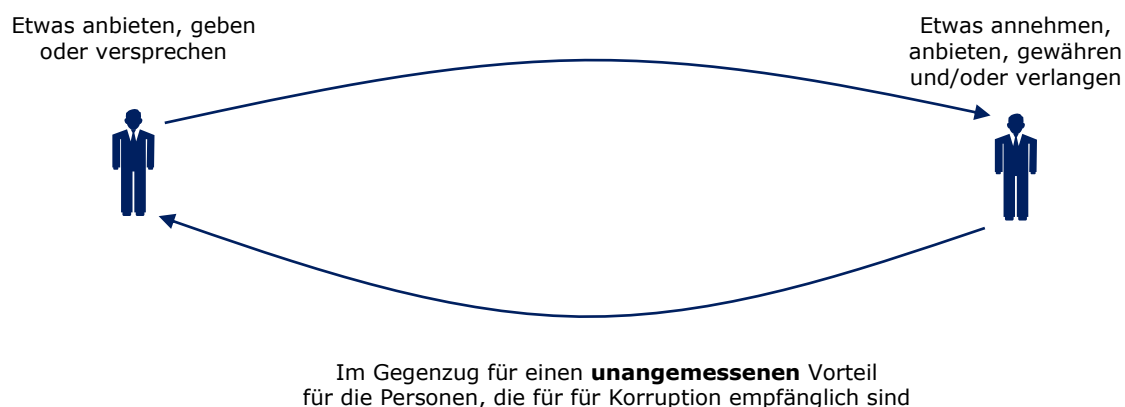 Etwas anbieten, geben
oder versprechen
Etwas annehmen,
anbieten, gewähren
und/oder verlangen
Im Gegenzug für einen unangemessenen Vorteil
für die Personen, die für für Korruption empfänglich sind